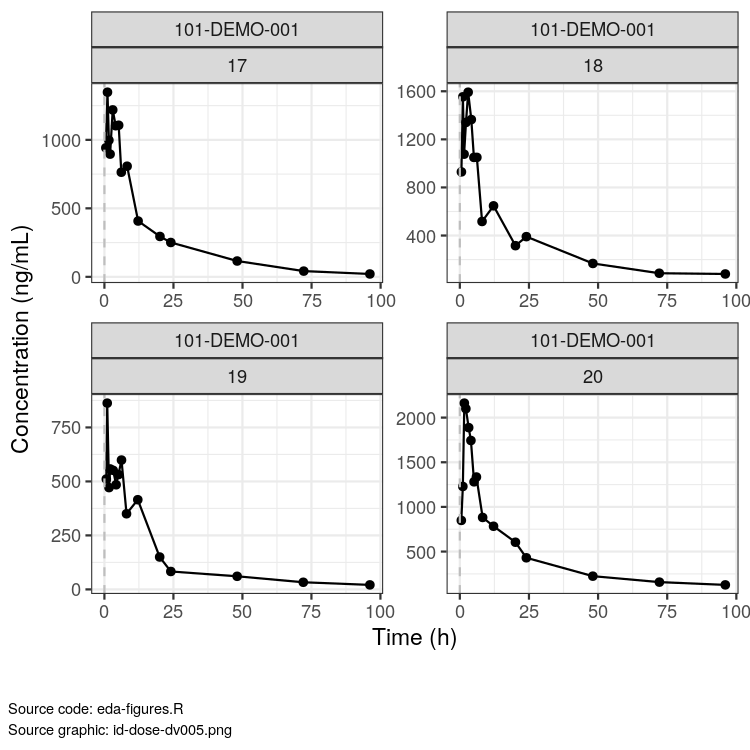 101-DEMO-001 101-DEMO-001
17 18
1000
500
0
1600
1200
800
400
0 25 50 75 100 0 25 50 75 100
Concentration (ng/mL)
101-DEMO-001 101-DEMO-001
19 20
750
500
250
0
2000
1500
1000
500
0 25 50 75 100 0 25 50 75 100
Time (h)
Source code: eda-figures.R
Source graphic: id-dose-dv005.png